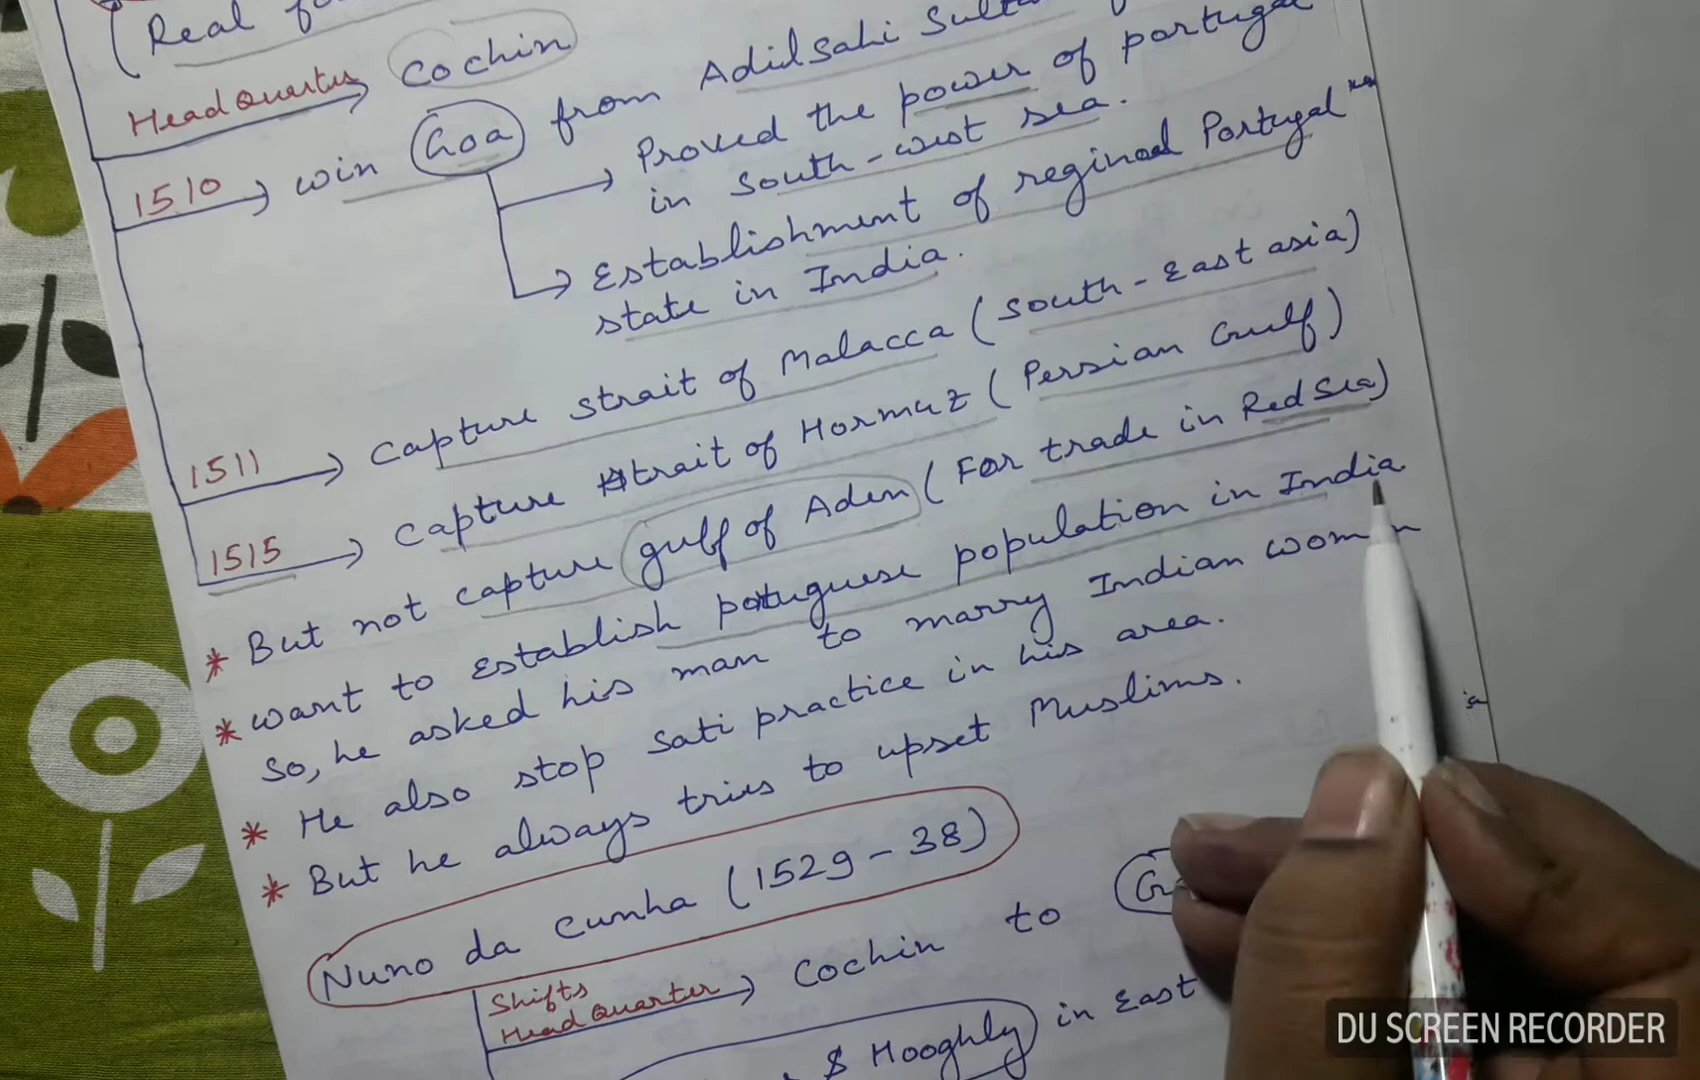 (Real
Head Quarter → Cochin
1510 → win Goa from Adil Sahi
→ Proved the power of portugal
in south-west sea.
→ Establishment of reginoal Portugal
state in India.
1511 → Capture strait of Malacca (South-East asia)
1515 → Capture strait of Hormuz (Persian Gulf)
* But not capture gulf of Aden (For trade in Red Sea)
* want to establish portuguese population in India
So, he asked his man to marry Indian women
* He also stop sati practice in his area.
* But he always tries to upset Muslims.
Nuno da Cunha (1529-38)
Shifts
Head Quarter → Cochin to
& Hooghly in East
DU SCREEN RECORDER